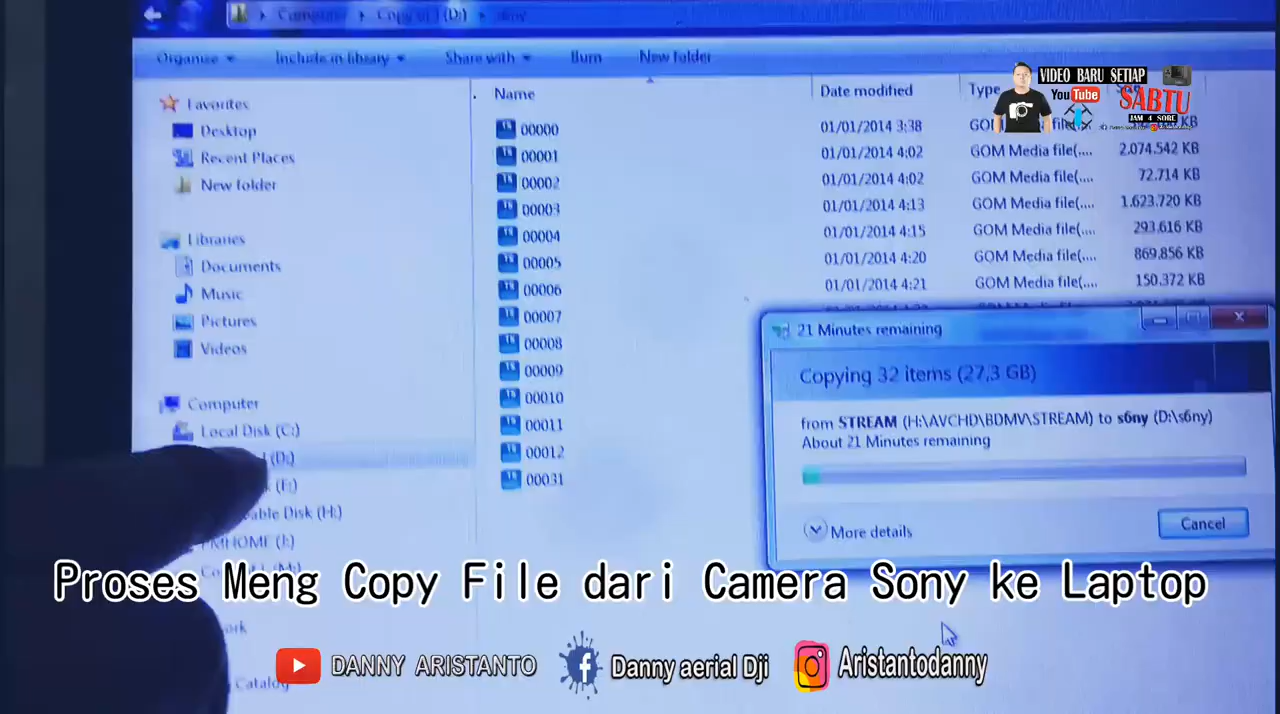 Computer
(D:)
Organize
Include in library
Share with
Burn
New folder
VIDEO BARU SETIAP
YouTube
SABTU
JAM 4 SORE
Name
Date modified
Type
Favorites
Desktop
Recent Places
New folder
Libraries
Documents
Music
Pictures
Videos
Computer
Local Disk (C:)
(D:)
(F:)
able Disk (H:)
PMHOME (I:)
00000 01/01/2014 3:38
00001 01/01/2014 4:02 GOM Media file(.... 2.074.542 KB
00002 01/01/2014 4:02 GOM Media file(.... 72.714 KB
00003 01/01/2014 4:13 GOM Media file(.... 1.623.720 KB
00004 01/01/2014 4:15 GOM Media file(.... 293.616 KB
00005 01/01/2014 4:20 GOM Media file(.... 869.856 KB
00006 01/01/2014 4:21 GOM Media file(.... 150.372 KB
00007
00008
00009
00010
00011
00012
00031
21 Minutes remaining
Copying 32 items (27,3 GB)
from STREAM (H:\AVCHD\BDMV\STREAM) to s6ny (D:\s6ny)
About 21 Minutes remaining
More details
Cancel
Proses Meng Copy File dari Camera Sony ke Laptop
Catalog
DANNY ARISTANTO
Danny aerial Dji
Aristantodanny